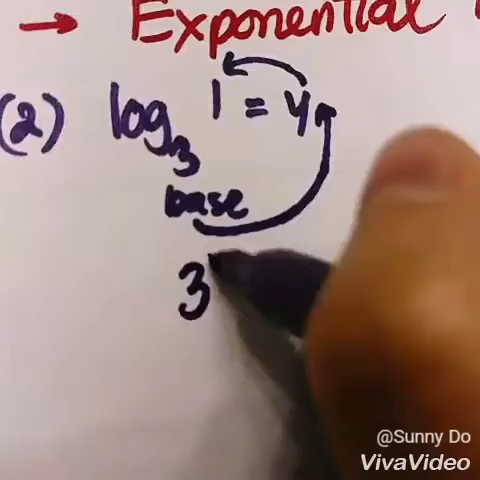 → Exponential
(2) log₃ 1 = y
base
3
@Sunny Do
VivaVideo